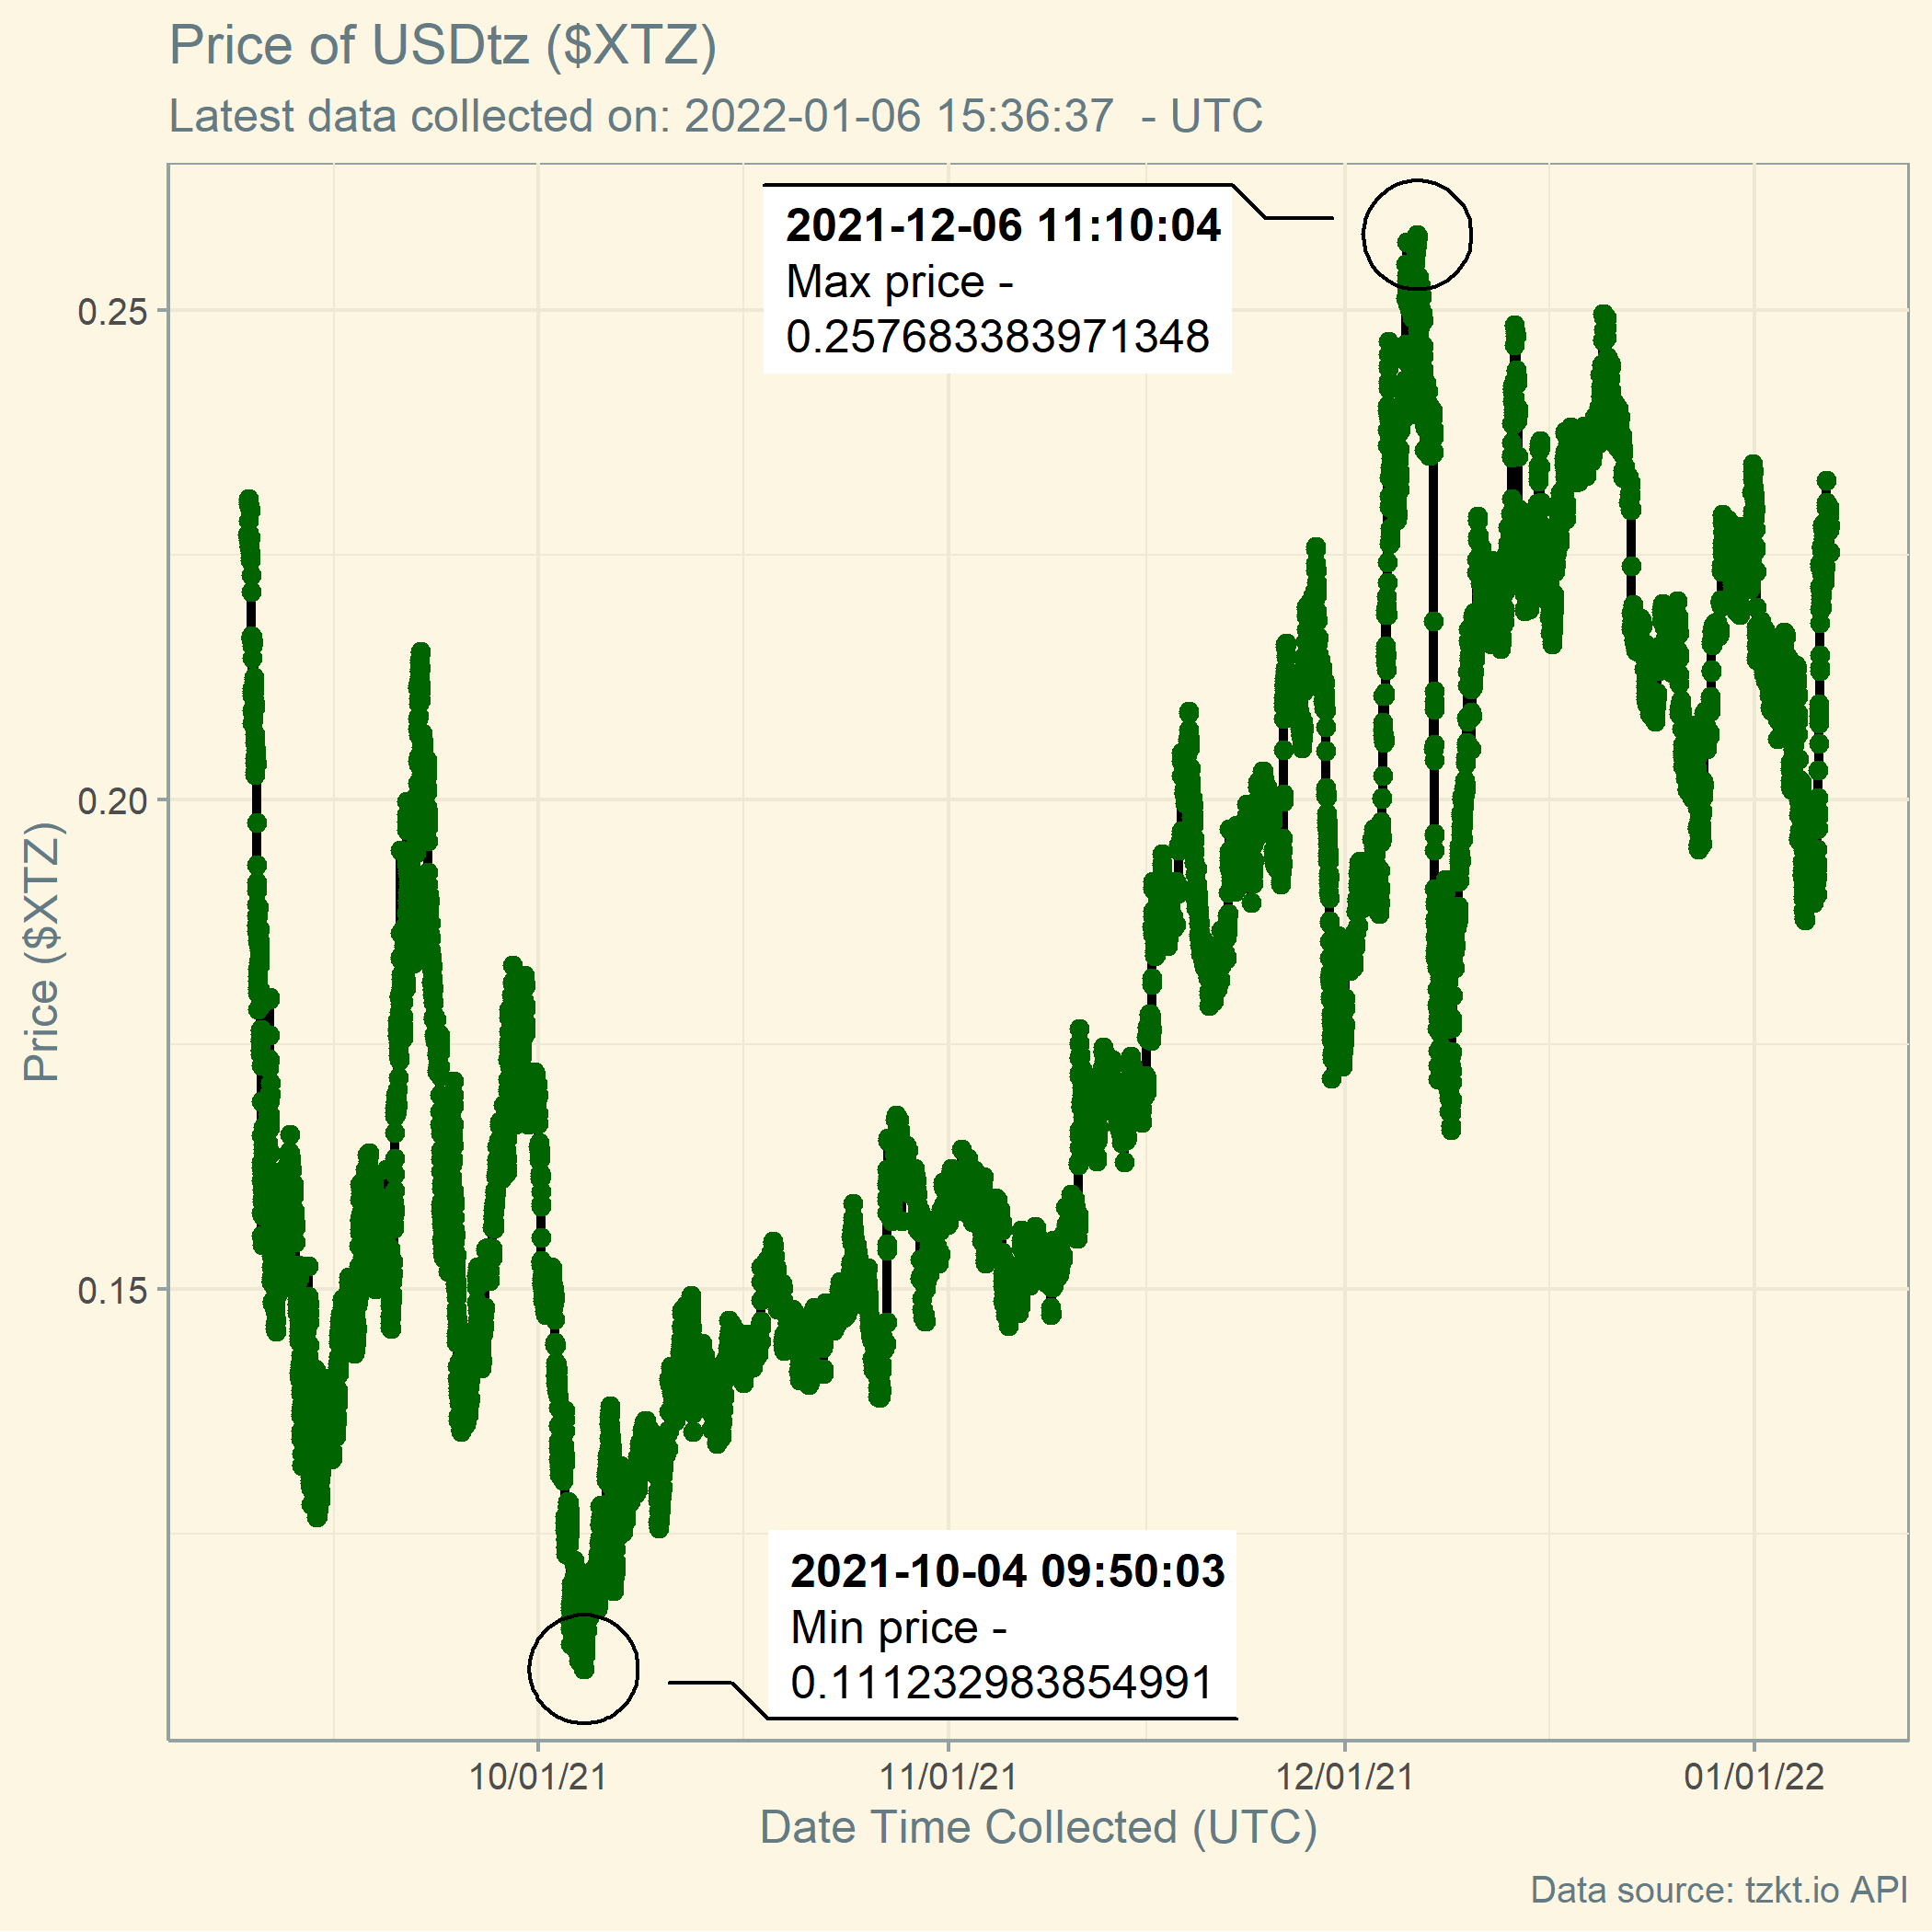 Price of USDtz ($XTZ)
Latest data collected on: 2022-01-06 15:36:37  - UTC
2021-12-06 11:10:04
Max price -
0.257683383971348
0.25
0.20
0.15
Price ($XTZ)
2021-10-04 09:50:03
Min price -
0.111232983854991
10/01/21
11/01/21
12/01/21
01/01/22
Date Time Collected (UTC)
Data source: tzkt.io API